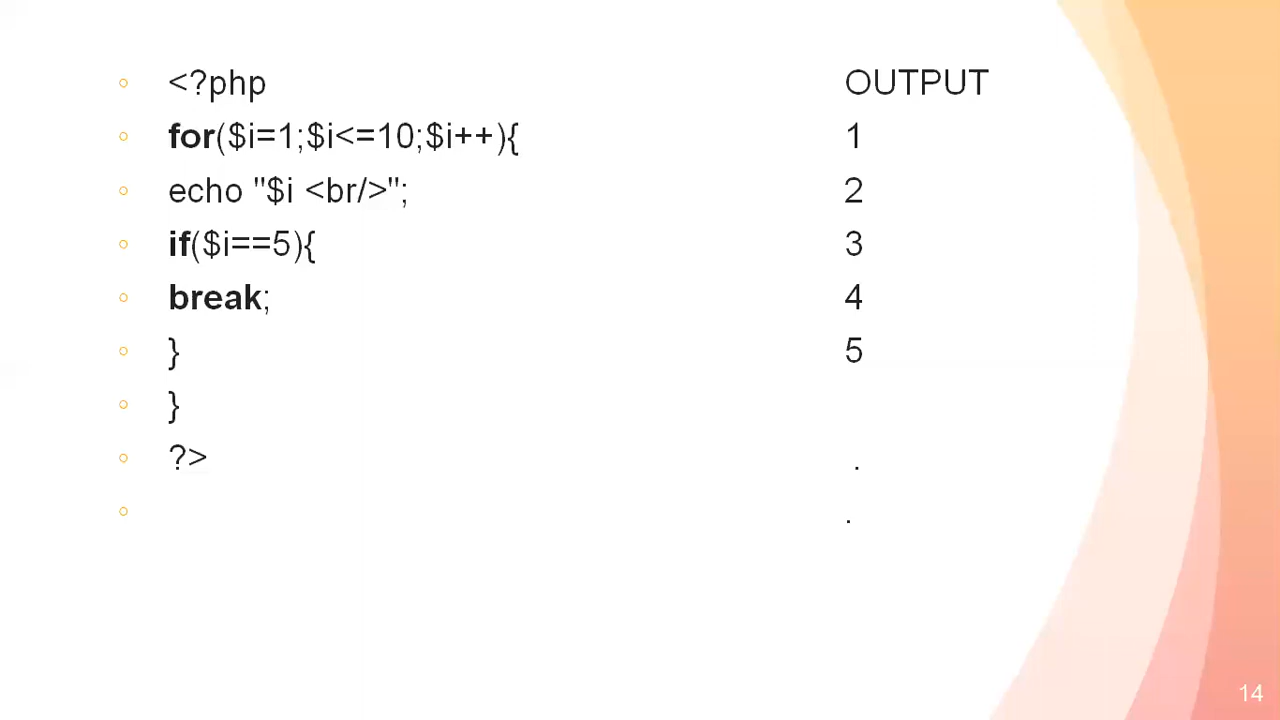 <?php
OUTPUT
for($i=1;$i<=10;$i++){
1
echo "$i <br/>";
2
if($i==5){
3
break;
4
}
5
}
?>
.
.
14